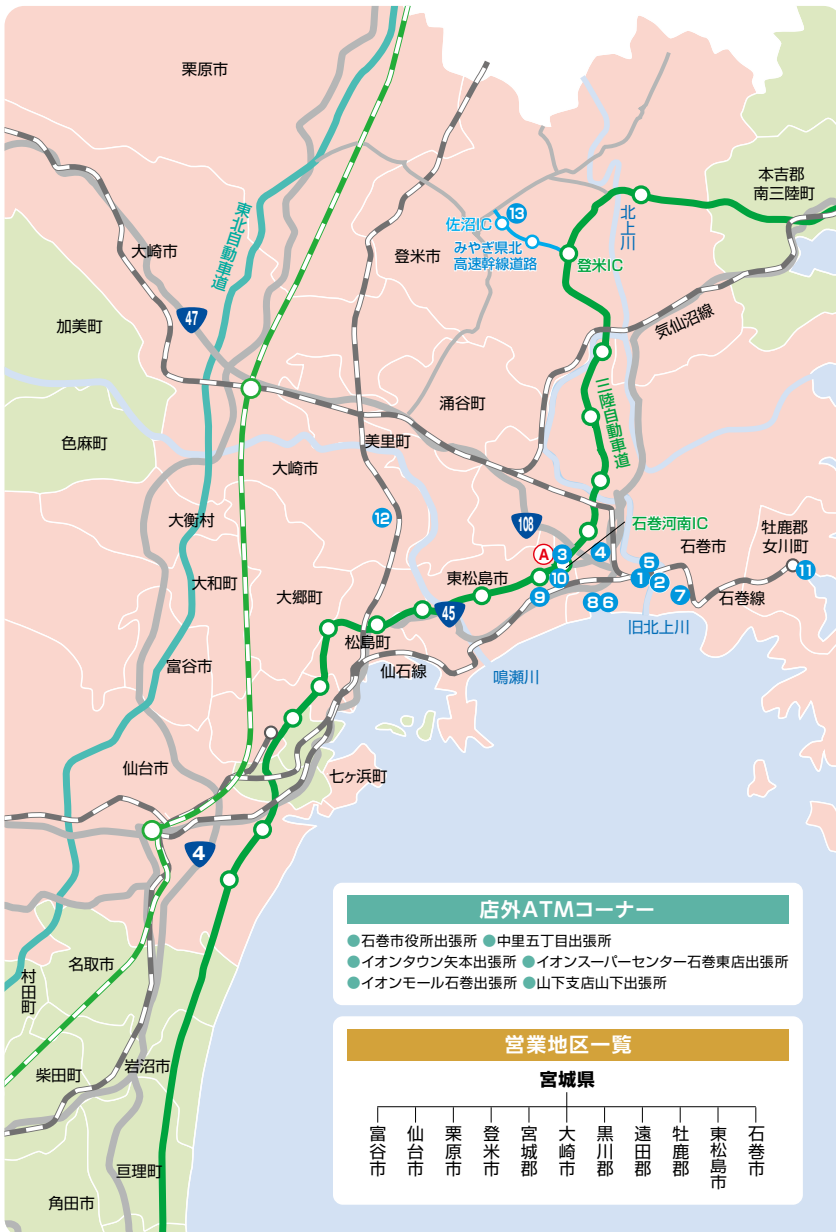 栗原市
本吉郡
南三陸町
北上川
佐沼IC
13
東北自動車道
大崎市
登米市
みやぎ県北
高速幹線道路
登米IC
47
加美町
気仙沼線
三陸自動車道
涌谷町
色麻町
美里町
大崎市
大衡村
12
108
石巻河南IC
牡鹿郡
女川町
A
3
4
5
石巻市
11
大和町
東松島市
10
1
2
大郷町
9
8
6
7
石巻線
45
旧北上川
松島町
富谷市
仙石線
鳴瀬川
仙台市
七ヶ浜町
4
店外ATMコーナー
●石巻市役所出張所 ●中里五丁目出張所
●イオンタウン矢本出張所 ●イオンスーパーセンター石巻東店出張所
●イオンモール石巻出張所 ●山下支店山下出張所
名取市
村田町
営業地区一覧
宮城県
岩沼市
柴田町
富谷市
仙台市
栗原市
登米市
宮城郡
大崎市
黒川郡
遠田郡
牡鹿郡
東松島市
石巻市
亘理町
角田市